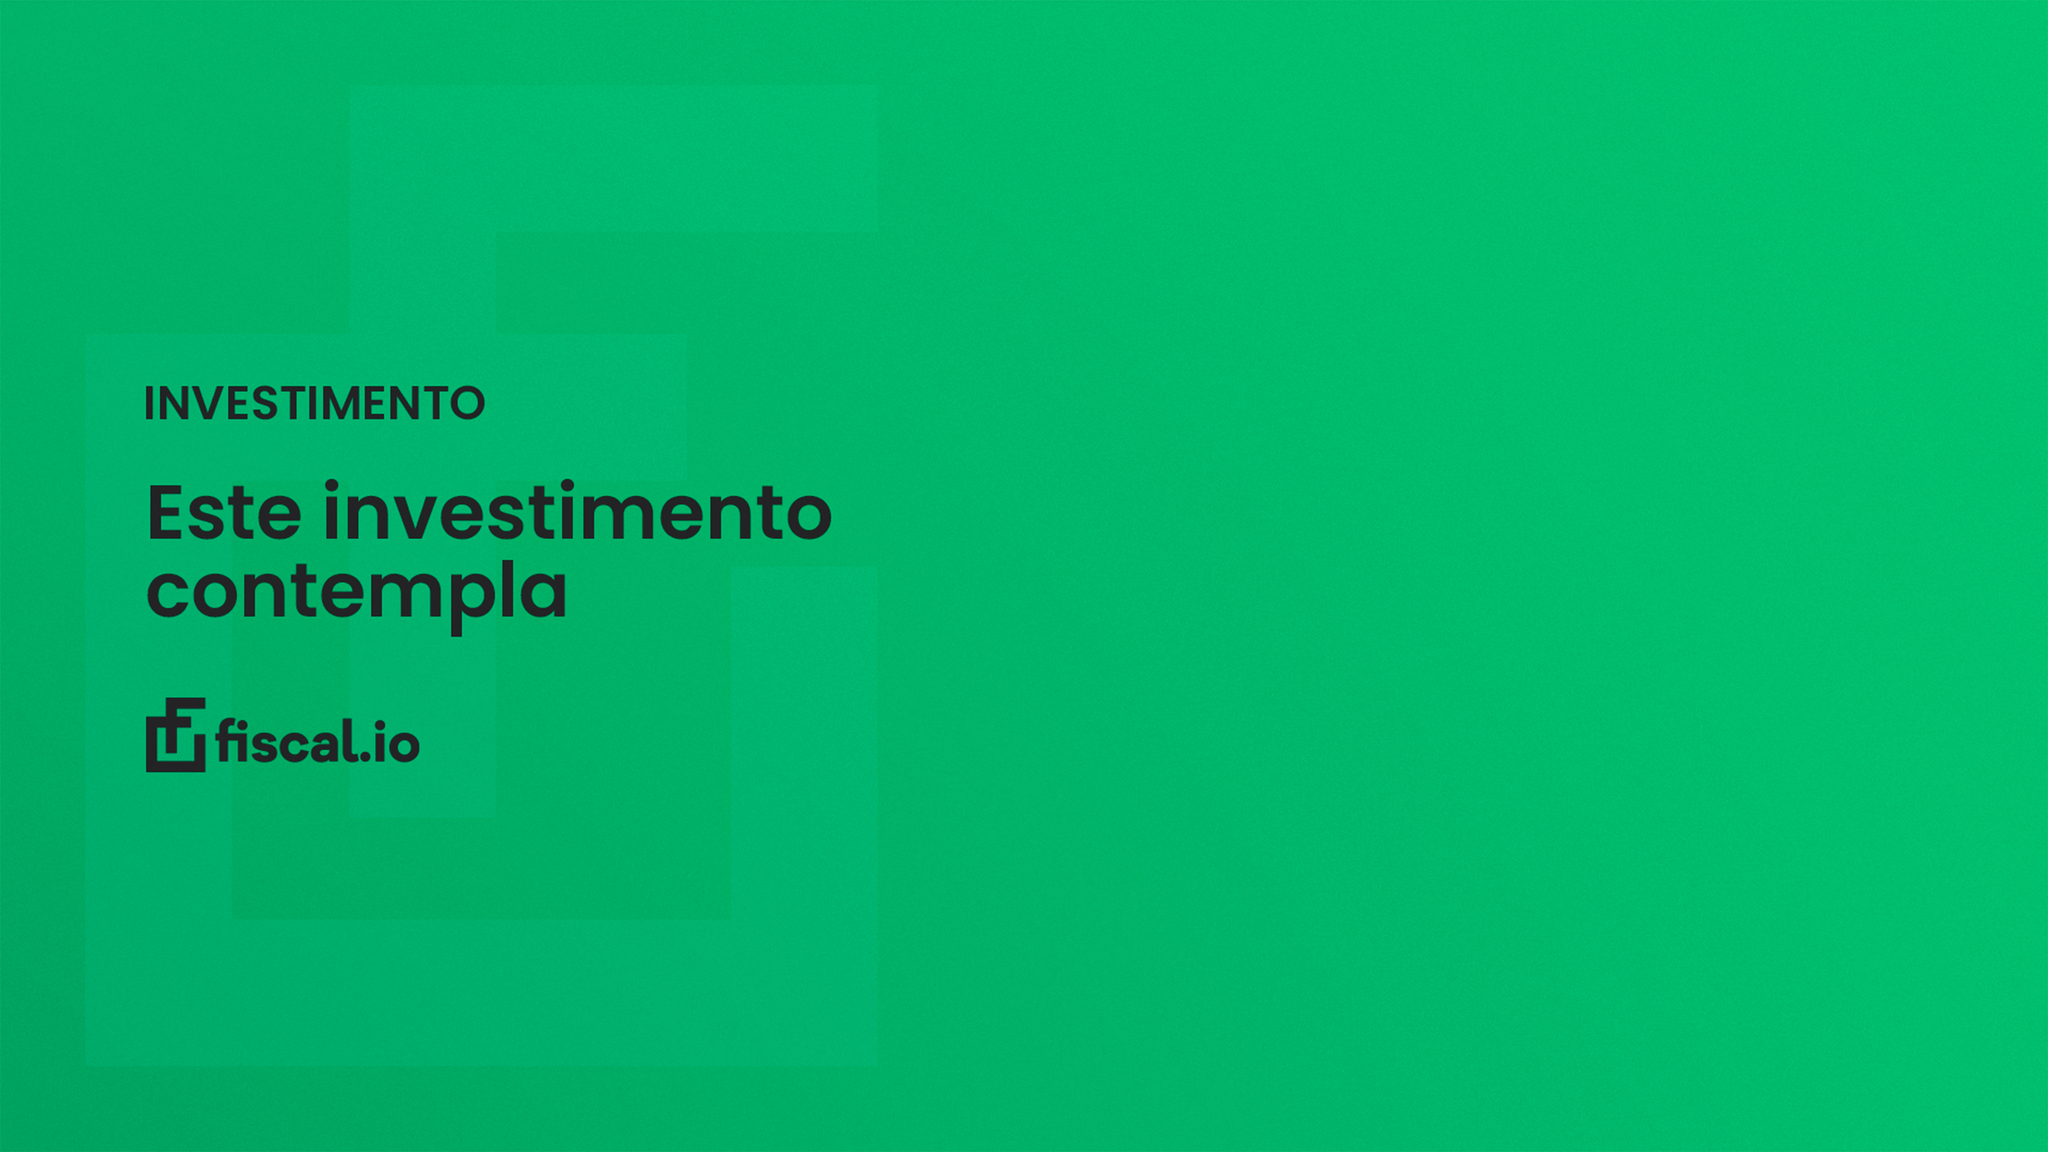 INVESTIMENTO
Este investimento
contempla
fiscal.io